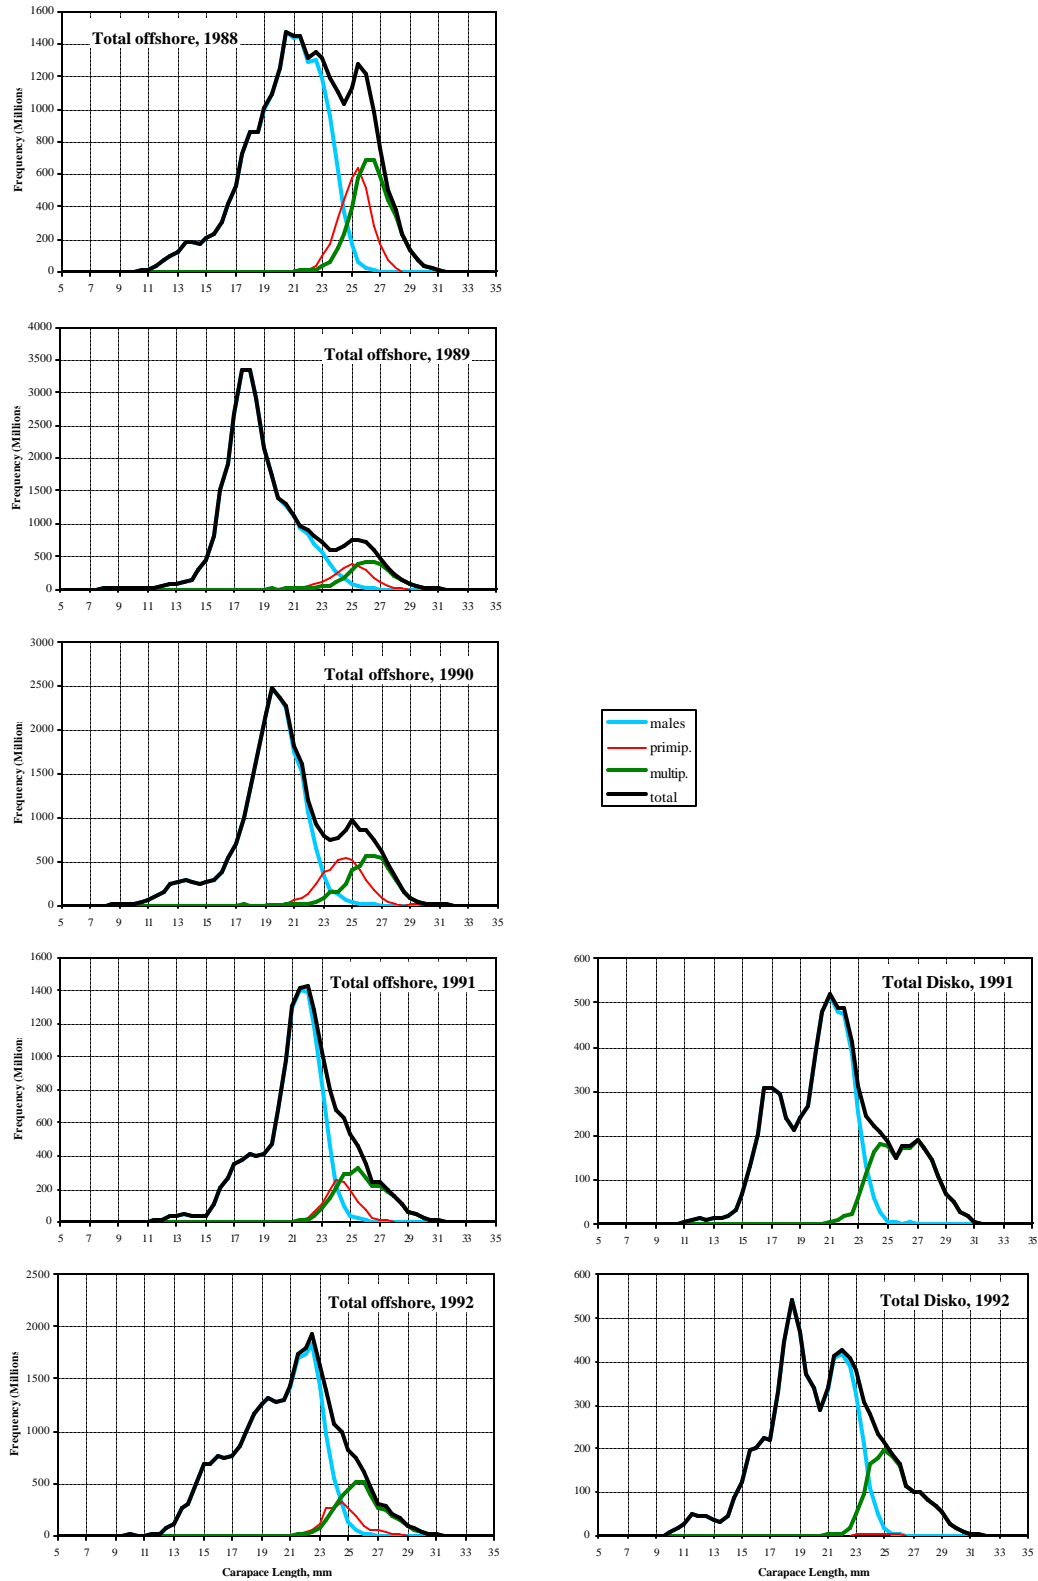 Total offshore, 1988
Frequency (Millions
1600
1400
1200
1000
800
600
400
200
0
5 7 9 11 13 15 17 19 21 23 25 27 29 31 33 35
Total offshore, 1989
Frequency (Millions
4000
3500
3000
2500
2000
1500
1000
500
0
5 7 9 11 13 15 17 19 21 23 25 27 29 31 33 35
Total offshore, 1990
Frequency (Million
3000
2500
2000
1500
1000
500
0
5 7 9 11 13 15 17 19 21 23 25 27 29 31 33 35
males
primip.
multip.
total
Total offshore, 1991
Frequency (Million
1600
1400
1200
1000
800
600
400
200
0
5 7 9 11 13 15 17 19 21 23 25 27 29 31 33 35
Total Disko, 1991
600
500
400
300
200
100
0
5 7 9 11 13 15 17 19 21 23 25 27 29 31 33 35
Total offshore, 1992
Frequency (Millions
2500
2000
1500
1000
500
0
5 7 9 11 13 15 17 19 21 23 25 27 29 31 33 35
Carapace Length, mm
Total Disko, 1992
600
500
400
300
200
100
0
5 7 9 11 13 15 17 19 21 23 25 27 29 31 33 35
Carapace Length, mm